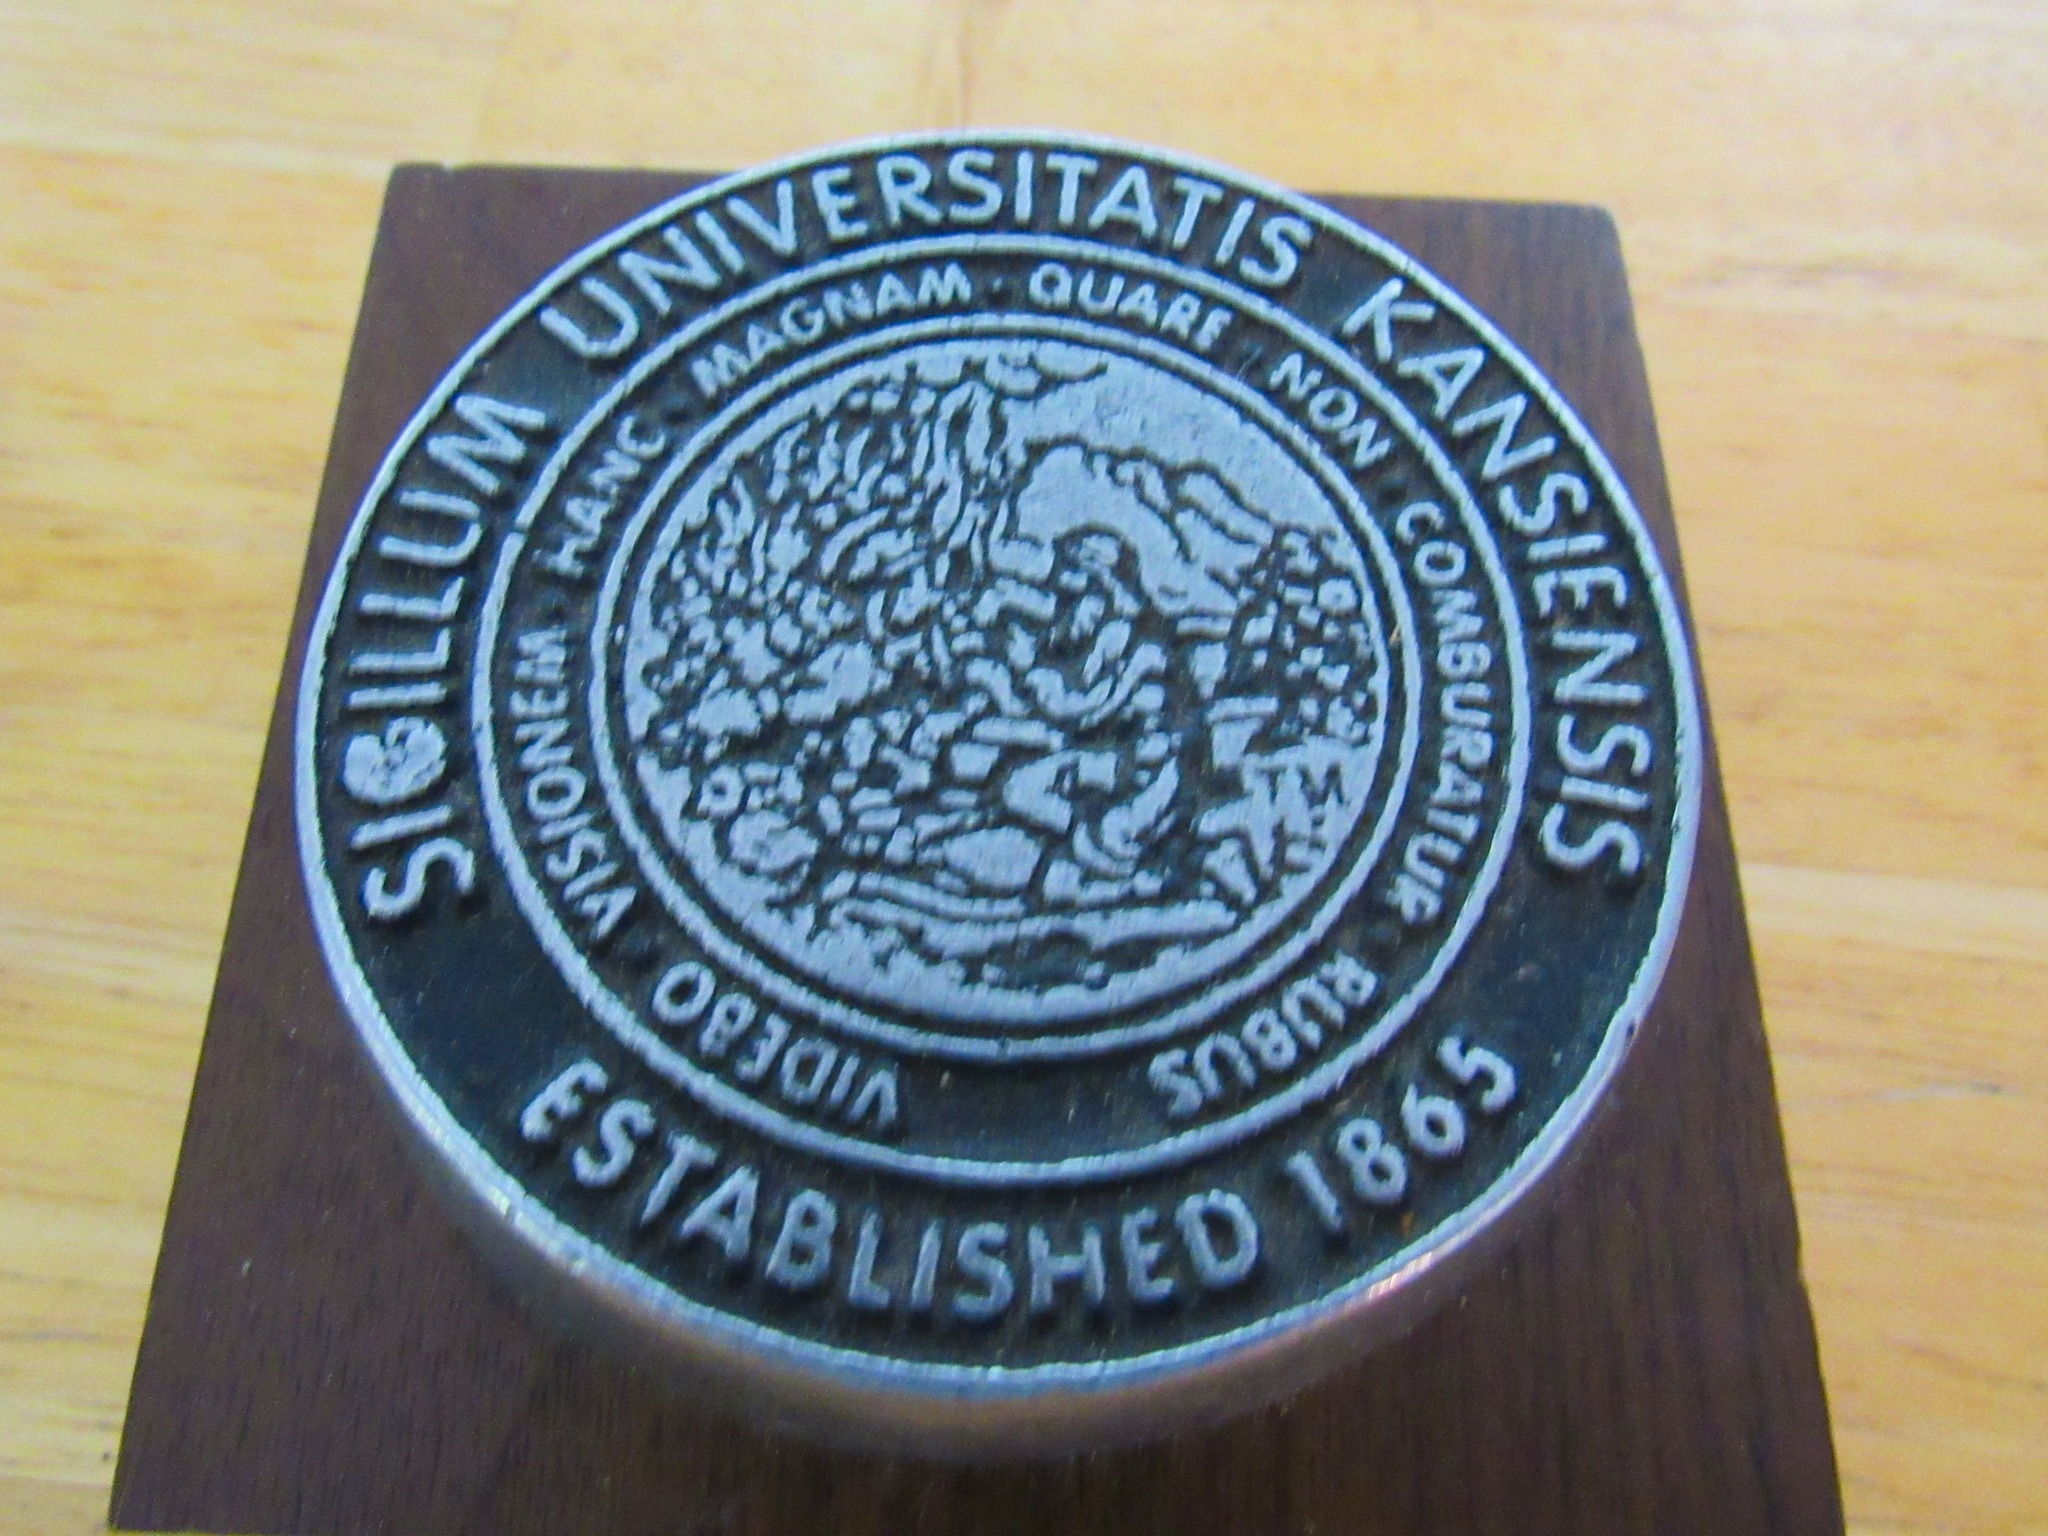 SIGILLUM UNIVERSITATIS KANSIENSIS
ESTABLISHED 1865
VIDEBO · VISIONEM · HANC · MAGNAM · QUARE · NON · COMBURATUR · RUBUS